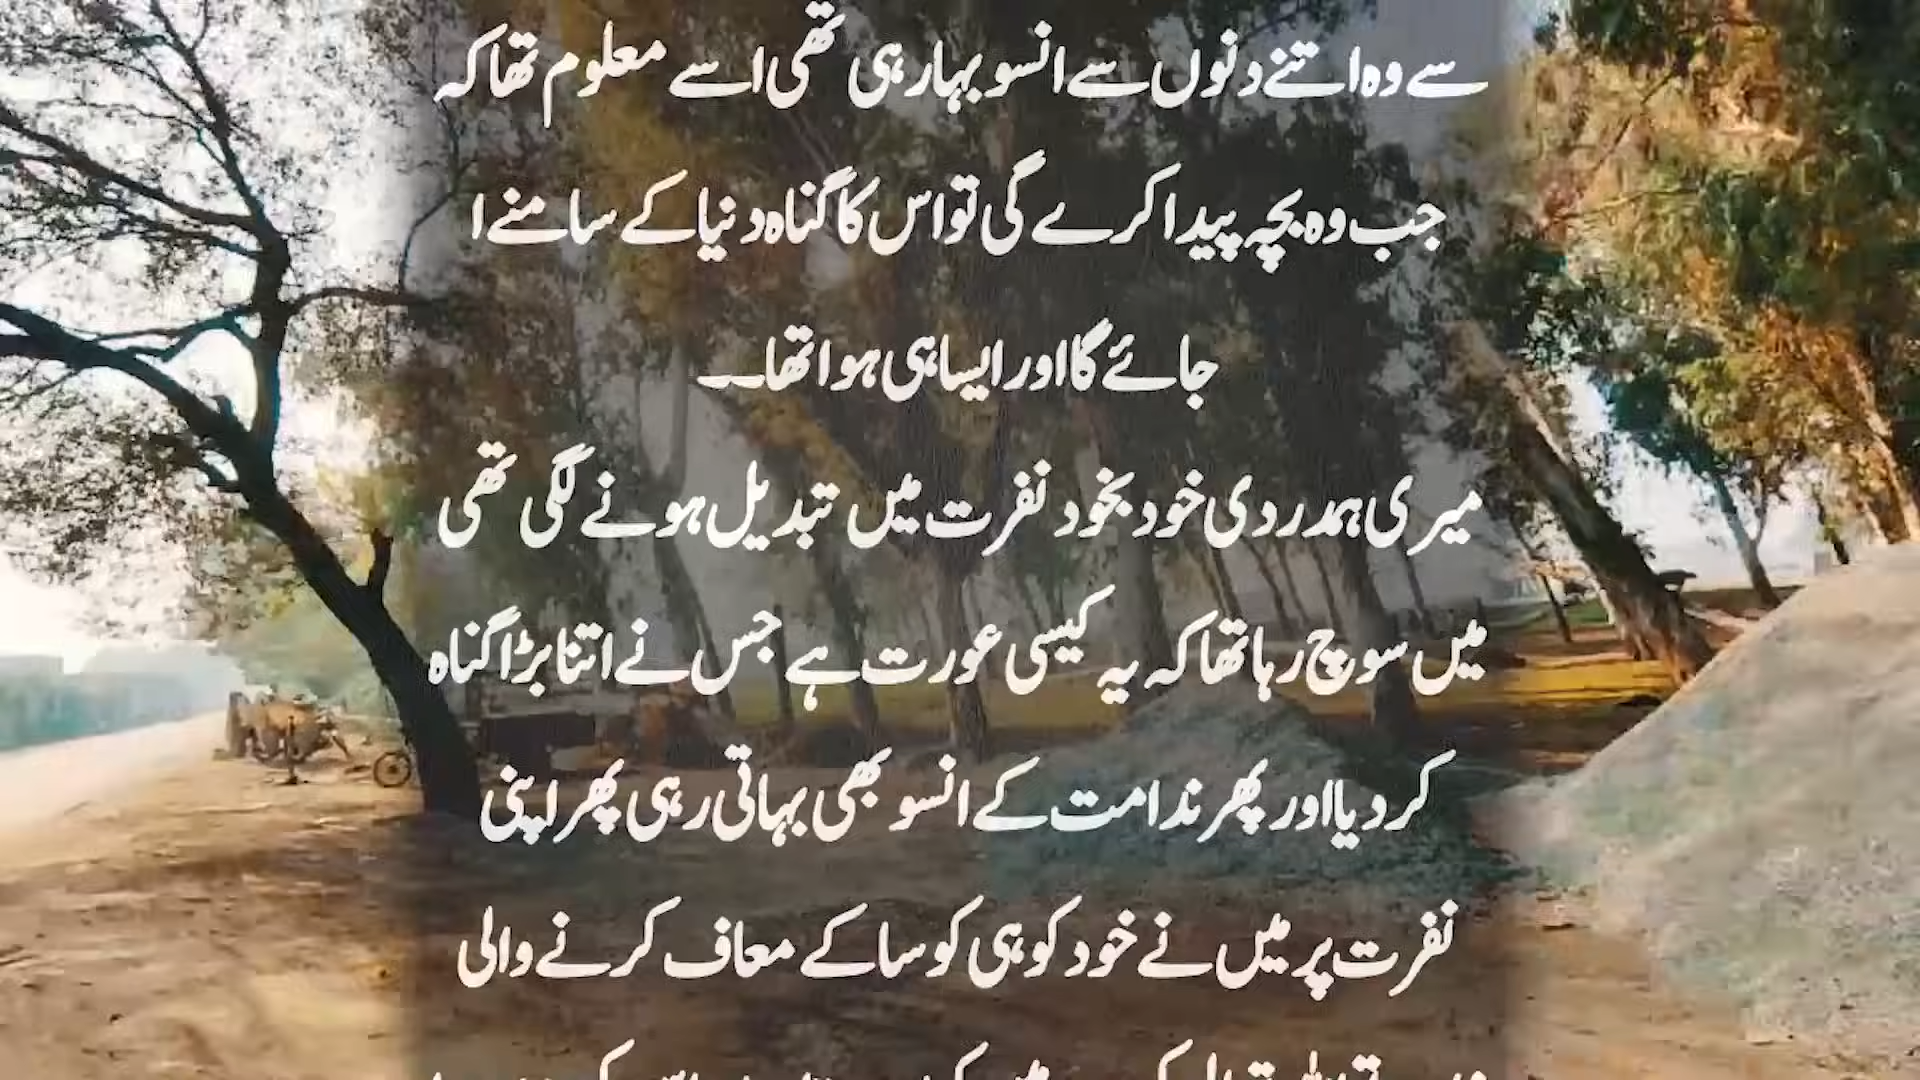 سے وہ اتنے دنوں سے انسو بہا رہی تھی اسے معلوم تھا کہ
جب وہ بچہ پیدا کرے گی تو اس کا گناہ دنیا کے سامنے ا
جائے گا اور ایسا ہی ہوا تھا۔۔
میری ہمدردی خود بخود نفرت میں تبدیل ہونے لگی تھی
میں سوچ رہا تھا کہ یہ کیسی عورت ہے جس نے اتنا بڑا گناہ
کر دیا اور پھر ندامت کے انسو بھی بہاتی رہی پھر اپنی
نفرت پر میں نے خود کو ہی کوسا کے معاف کرنے والی